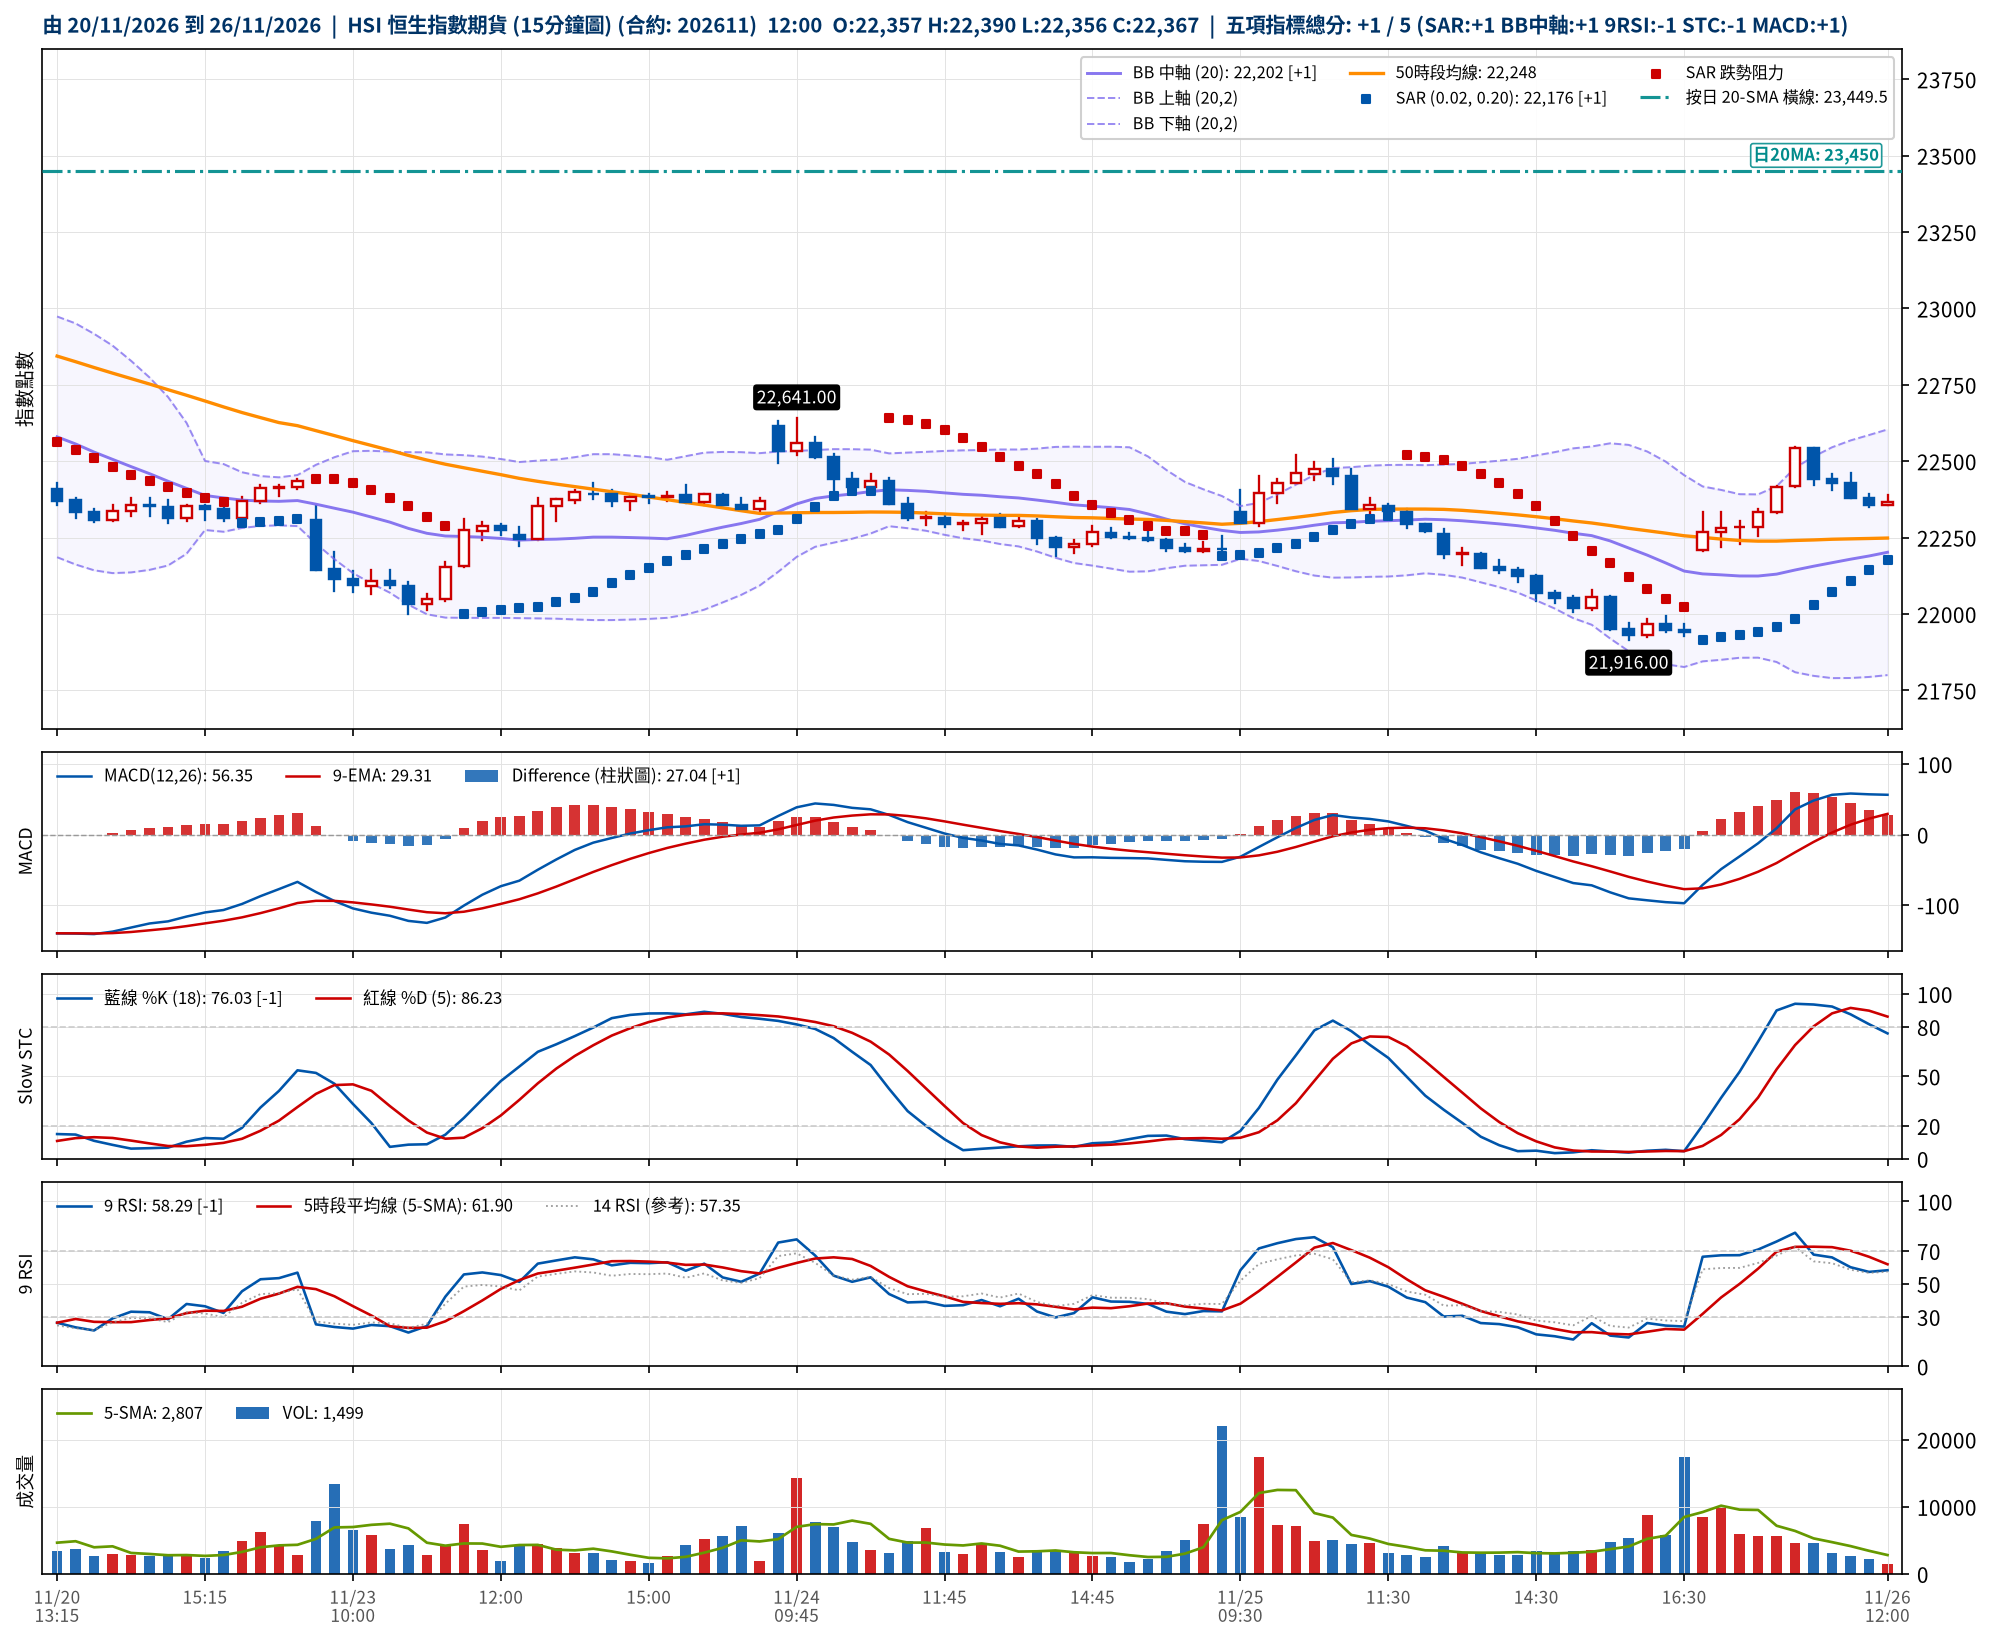 由 20/11/2026 到 26/11/2026 | HSI 恒生指數期貨 (15分鐘圖) (合約: 202611) 12:00 O:22,357 H:22,390 L:22,356 C:22,367 | 五項指標總分: +1 / 5 (SAR:+1 BB中軸:+1 9RSI:-1 STC:-1 MACD:+1)
BB 中軸 (20): 22,202 [+1]
BB 上軸 (20,2)
BB 下軸 (20,2)
50時段均線: 22,248
SAR (0.02, 0.20): 22,176 [+1]
SAR 跌勢阻力
按日 20-SMA 橫線: 23,449.5
日20MA: 23,450
22,641.00
21,916.00
指數點數
23750
23500
23250
23000
22750
22500
22250
22000
21750
MACD(12,26): 56.35
9-EMA: 29.31
Difference (柱狀圖): 27.04 [+1]
MACD
100
0
-100
藍線 %K (18): 76.03 [-1]
紅線 %D (5): 86.23
Slow STC
100
80
50
20
0
9 RSI: 58.29 [-1]
5時段平均線 (5-SMA): 61.90
14 RSI (參考): 57.35
9 RSI
100
70
50
30
0
5-SMA: 2,807
VOL: 1,499
成交量
20000
10000
0
11/20
13:15
15:15
11/23
10:00
12:00
15:00
11/24
09:45
11:45
14:45
11/25
09:30
11:30
14:30
16:30
11/26
12:00